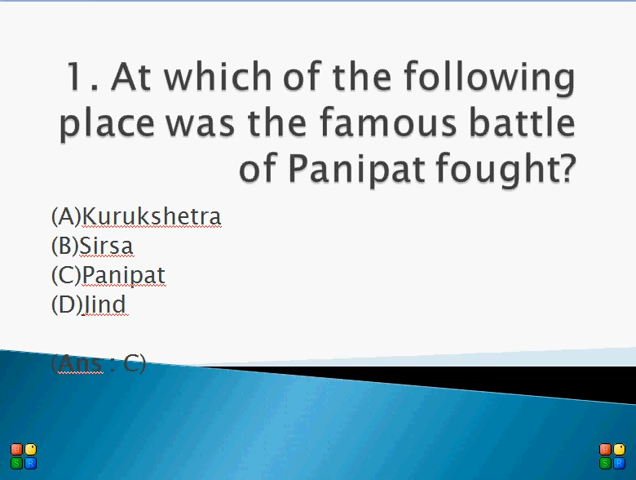 1. At which of the following
place was the famous battle
of Panipat fought?
(A)Kurukshetra
(B)Sirsa
(C)Panipat
(D)Jind
(Ans : C)